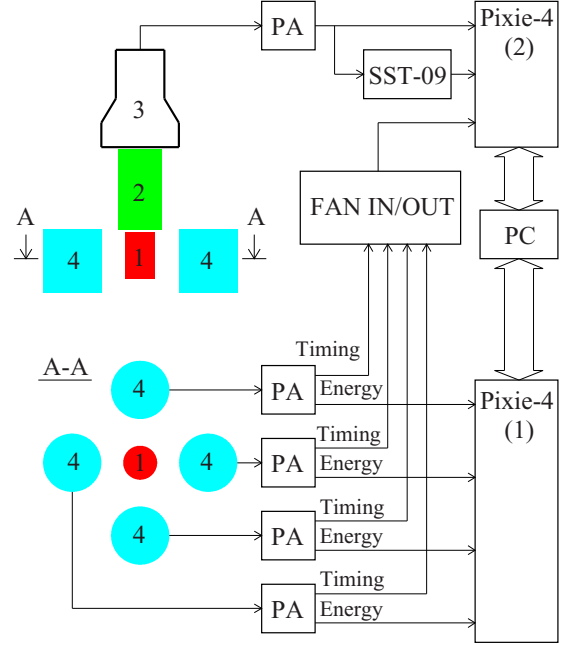 PA
Pixie-4
(2)
SST-09
3
2
FAN IN/OUT
A
A
4
1
4
PC
A-A
Timing
4
PA
Energy
Pixie-4
(1)
Timing
4
1
4
PA
Energy
Timing
4
PA
Energy
Timing
PA
Energy